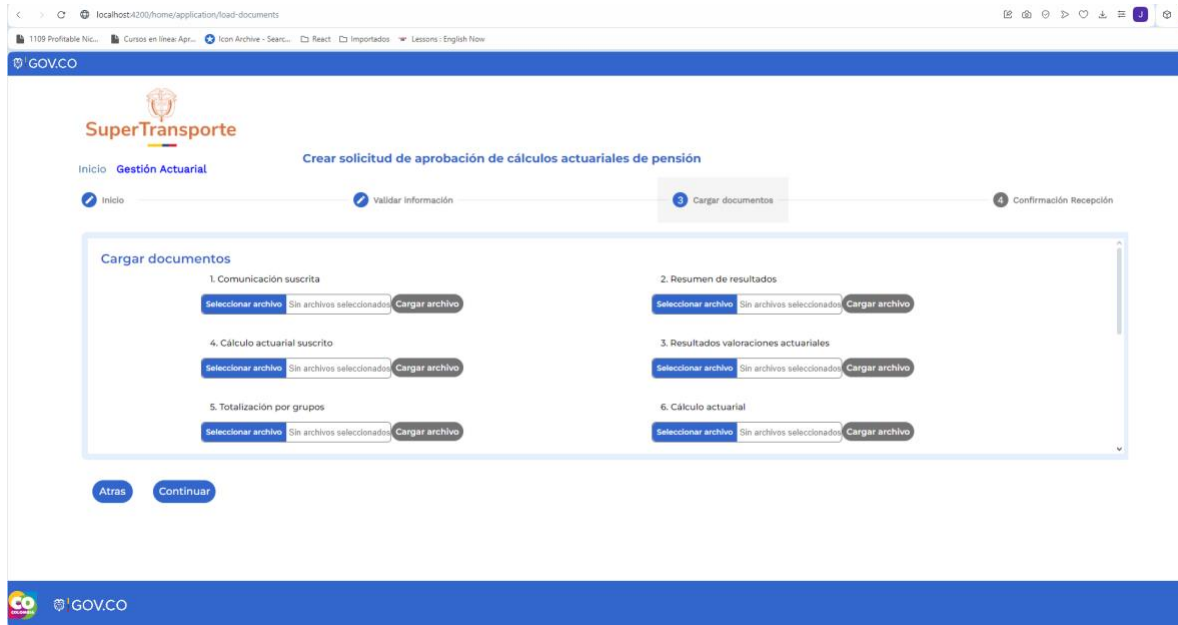 localhost:4200/home/application/load-documents
J
1109 Profitable Nic... Cursos en línea: Apr... Icon Archive - Searc... React Importados Lessons : English Now
GOV.CO
SuperTransporte
Crear solicitud de aprobación de cálculos actuariales de pensión
Inicio Gestión Actuarial
Inicio Validar información 3 Cargar documentos 4 Confirmación Recepción
Cargar documentos
1. Comunicación suscrita 2. Resumen de resultados
Seleccionar archivo Sin archivos seleccionados Cargar archivo Seleccionar archivo Sin archivos seleccionados Cargar archivo
4. Cálculo actuarial suscrito 3. Resultados valoraciones actuariales
Seleccionar archivo Sin archivos seleccionados Cargar archivo Seleccionar archivo Sin archivos seleccionados Cargar archivo
5. Totalización por grupos 6. Cálculo actuarial
Seleccionar archivo Sin archivos seleccionados Cargar archivo Seleccionar archivo Sin archivos seleccionados Cargar archivo
Atras Continuar
CO COLOMBIA GOV.CO